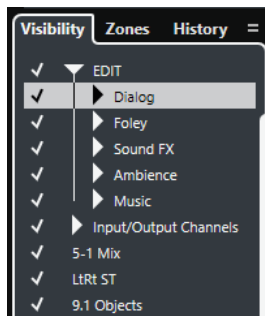 Visibility Zones History
EDIT
Dialog
Foley
Sound FX
Ambience
Music
Input/Output Channels
5-1 Mix
LtRt ST
9.1 Objects